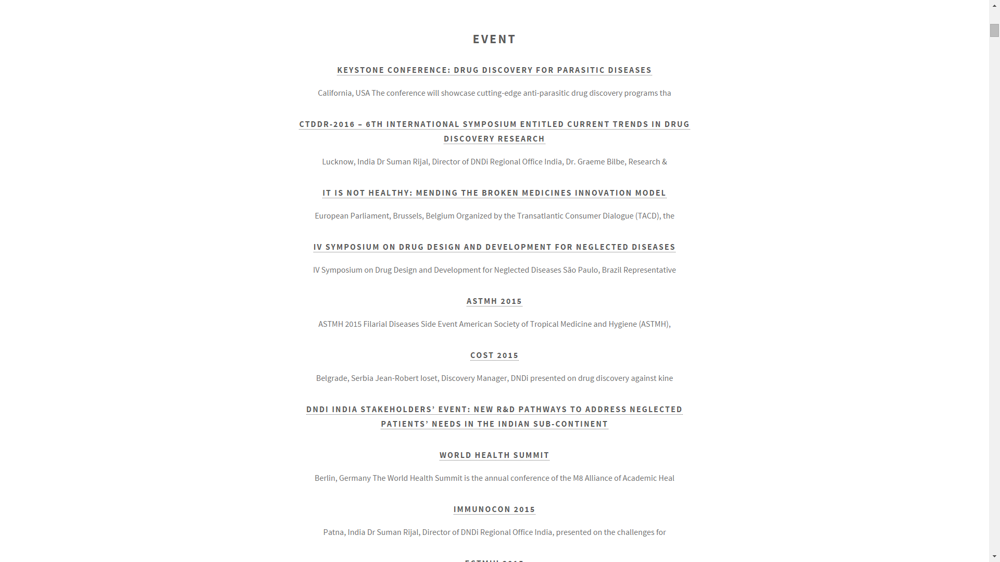 EVENT
KEYSTONE CONFERENCE: DRUG DISCOVERY FOR PARASITIC DISEASES
California, USA The conference will showcase cutting-edge anti-parasitic drug discovery programs tha
CTDDR-2016 – 6TH INTERNATIONAL SYMPOSIUM ENTITLED CURRENT TRENDS IN DRUG
DISCOVERY RESEARCH
Lucknow, India Dr Suman Rijal, Director of DNDi Regional Office India, Dr. Graeme Bilbe, Research &
IT IS NOT HEALTHY: MENDING THE BROKEN MEDICINES INNOVATION MODEL
European Parliament, Brussels, Belgium Organized by the Transatlantic Consumer Dialogue (TACD), the
IV SYMPOSIUM ON DRUG DESIGN AND DEVELOPMENT FOR NEGLECTED DISEASES
IV Symposium on Drug Design and Development for Neglected Diseases São Paulo, Brazil Representative
ASTMH 2015
ASTMH 2015 Filarial Diseases Side Event American Society of Tropical Medicine and Hygiene (ASTMH),
COST 2015
Belgrade, Serbia Jean-Robert Ioset, Discovery Manager, DNDi presented on drug discovery against kine
DNDI INDIA STAKEHOLDERS’ EVENT: NEW R&D PATHWAYS TO ADDRESS NEGLECTED
PATIENTS’ NEEDS IN THE INDIAN SUB-CONTINENT
WORLD HEALTH SUMMIT
Berlin, Germany The World Health Summit is the annual conference of the M8 Alliance of Academic Heal
IMMUNOCON 2015
Patna, India Dr Suman Rijal, Director of DNDi Regional Office India, presented on the challenges for
2015